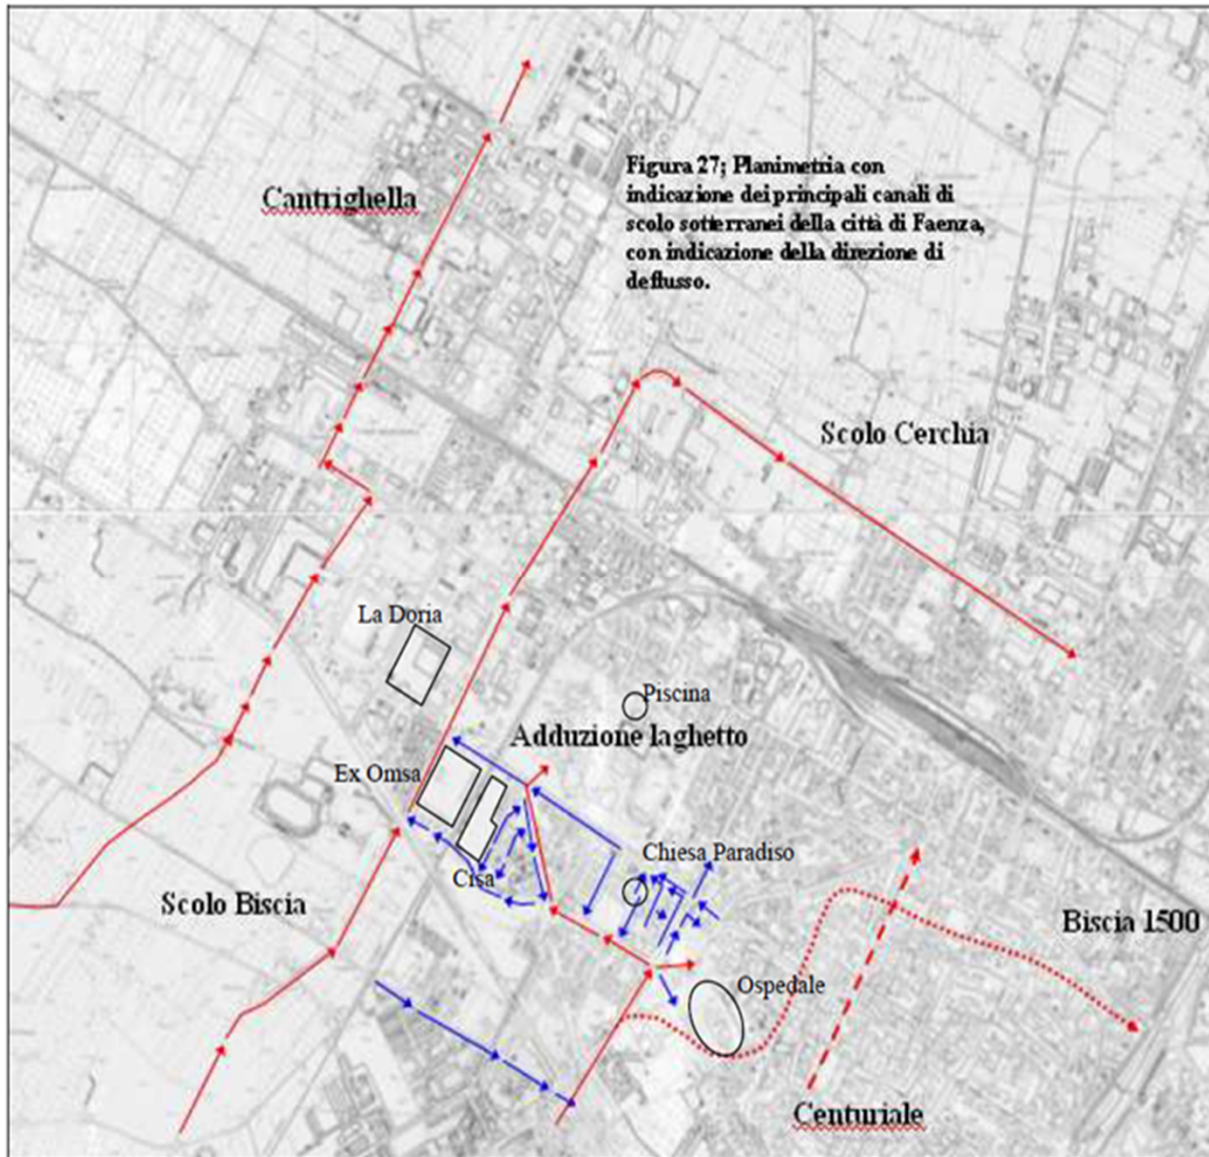 Figura 27; Planimetria con
indicazione dei principali canali di
scolo sotterranei della città di Faenza,
con indicazione della direzione di
deflusso.
Cantrighella
Scolo Cerchia
La Doria
Piscina
Adduzione laghetto
Ex Omsa
Chiesa Paradiso
Cisa
Scolo Biscia
Biscia 1500
Ospedale
Centuriale